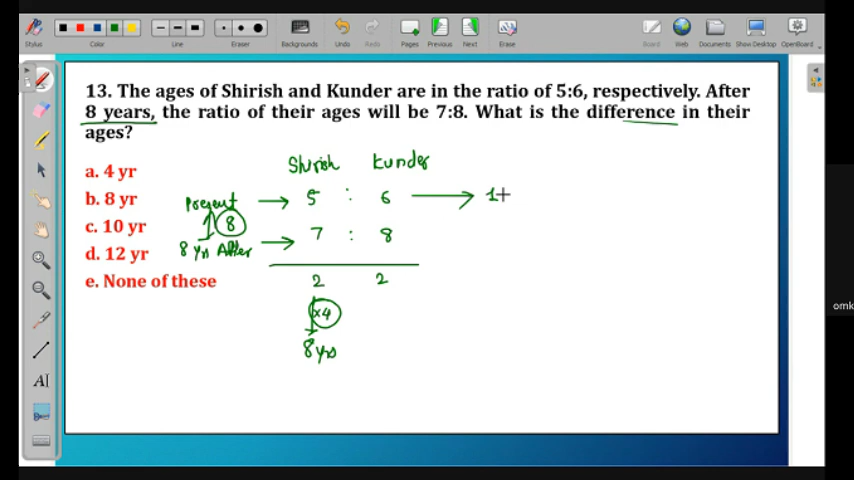 Stylus
Color
Line
Eraser
Backgrounds
Undo
Redo
Pages
Previous
Next
Erase
Board
Web
Documents
Show Desktop
OpenBoard
13. The ages of Shirish and Kunder are in the ratio of 5:6, respectively. After
8 years, the ratio of their ages will be 7:8. What is the difference in their
ages?
a. 4 yr
b. 8 yr
c. 10 yr
d. 12 yr
e. None of these
Shirish Kunder
Present → 5 : 6 → 1
8
8 yrs After → 7 : 8
2 2
×4
8 yrs
AI
omk